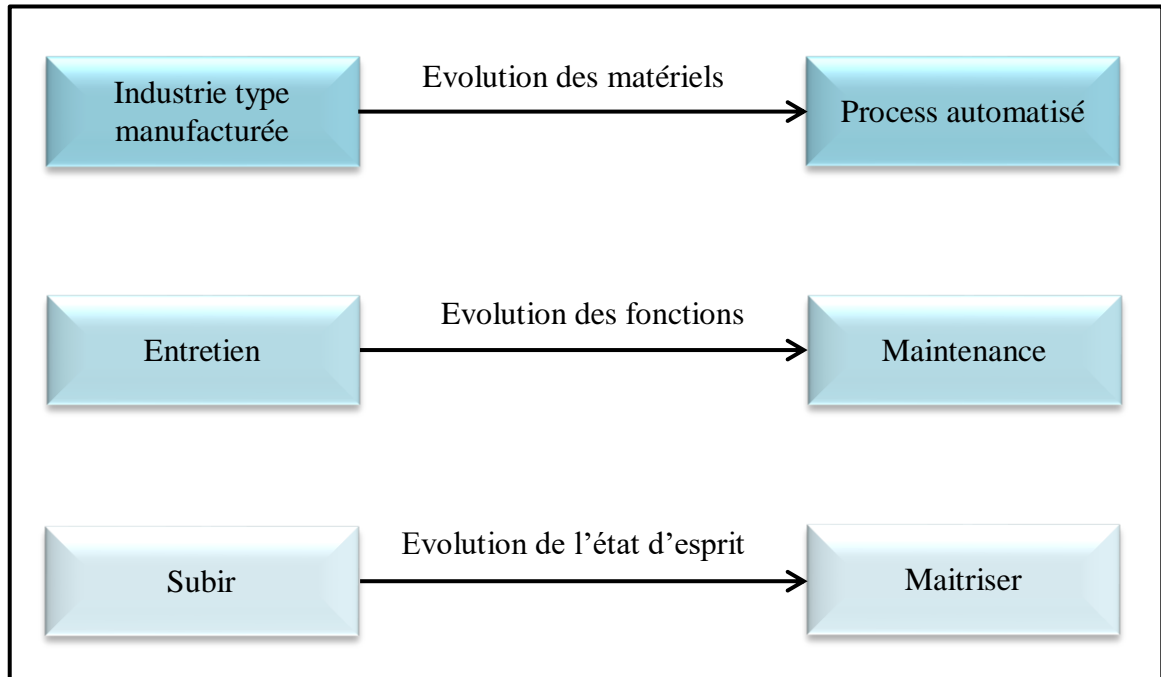 Industrie type
manufacturée
Evolution des matériels
Process automatisé
Entretien
Evolution des fonctions
Maintenance
Subir
Evolution de l’état d’esprit
Maitriser